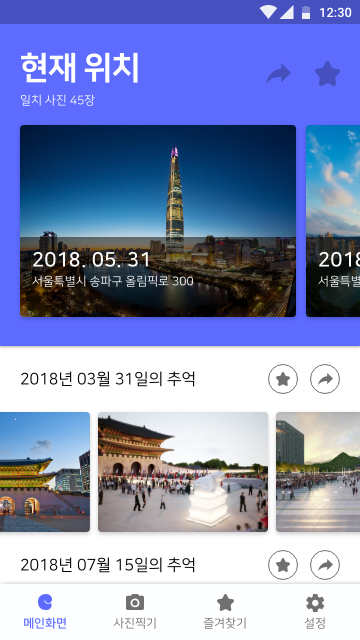 12:30
현재 위치
일치 사진 45장
2018. 05. 31
서울특별시 송파구 올림픽로 300
2018
서울특별
2018년 03월 31일의 추억
2018년 07월 15일의 추억
메인화면
사진찍기
즐겨찾기
설정